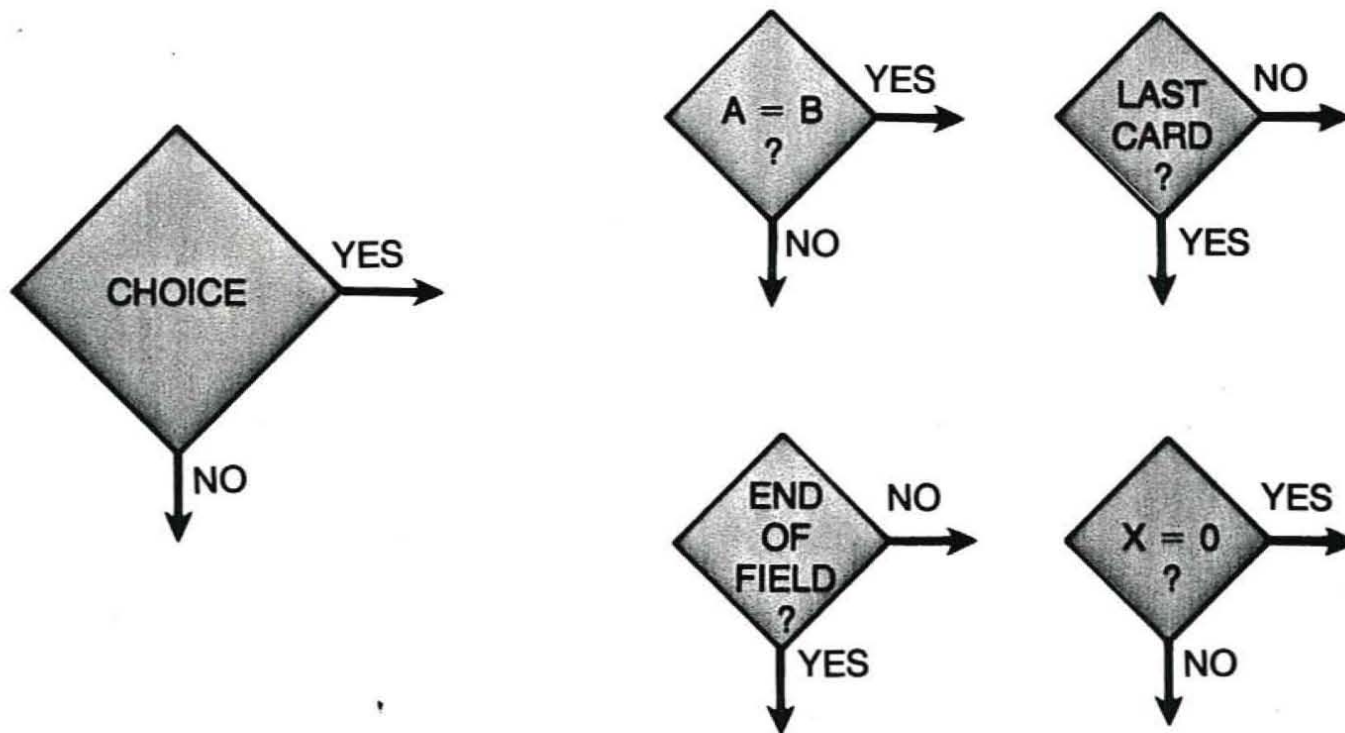 CHOICE
YES
NO
A = B
?
YES
NO
LAST
CARD
?
NO
YES
END
OF
FIELD
?
NO
YES
X = 0
?
YES
NO